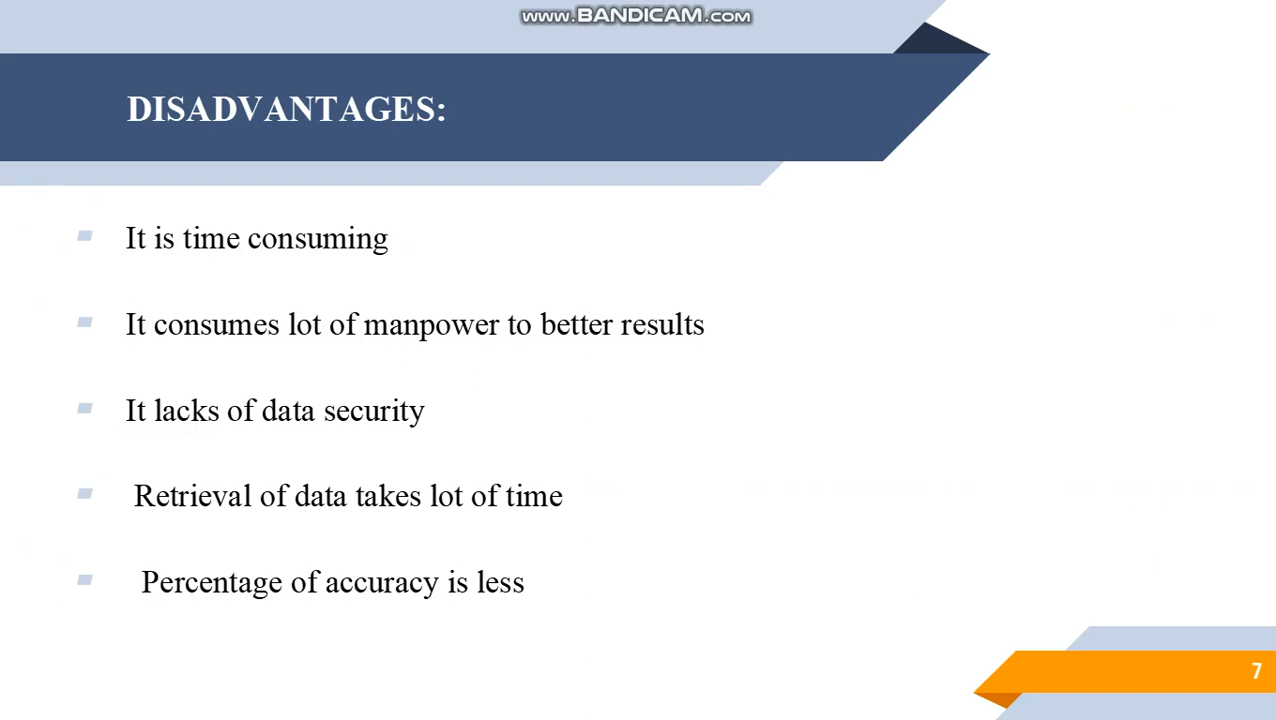 www.BANDICAM.com
DISADVANTAGES:
It is time consuming
It consumes lot of manpower to better results
It lacks of data security
Retrieval of data takes lot of time
Percentage of accuracy is less
7